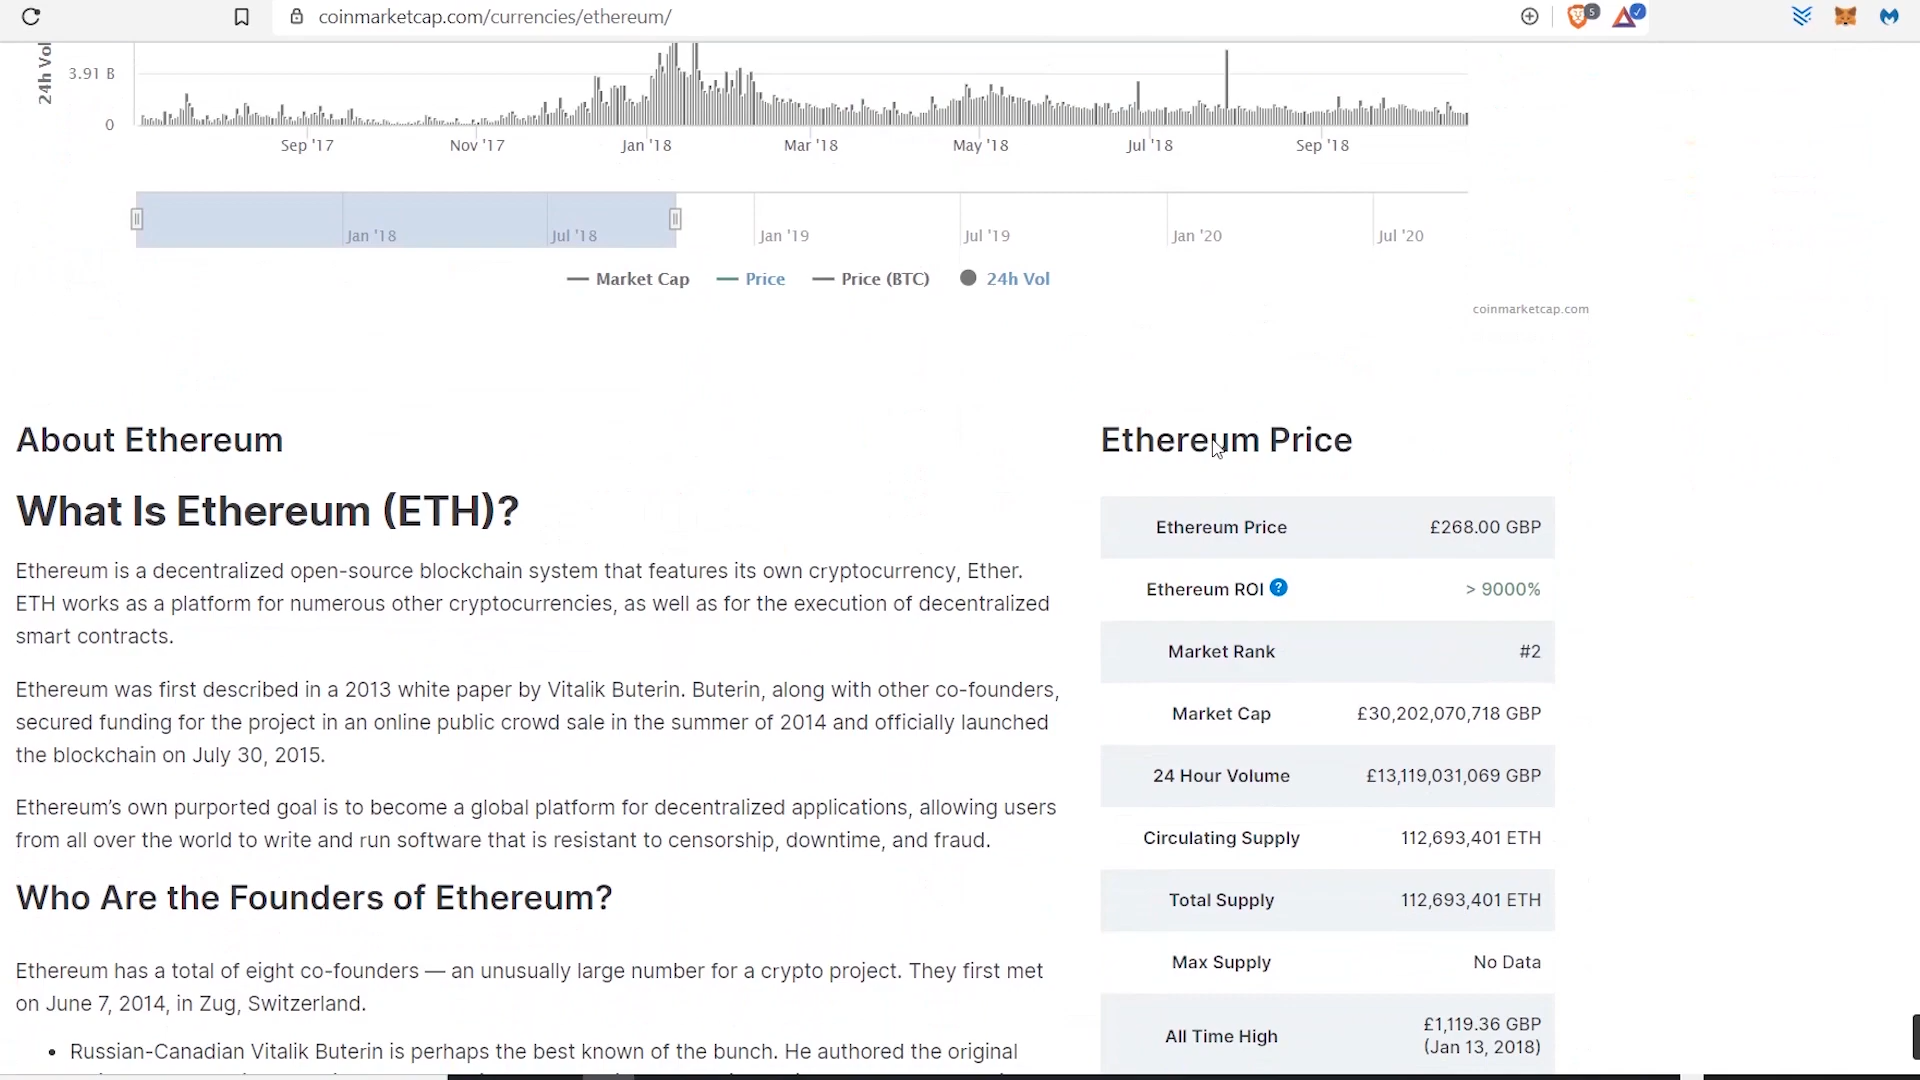 coinmarketcap.com/currencies/ethereum/
5
24h Vol
3.91 B
0
Sep '17
Nov '17
Jan '18
Mar '18
May '18
Jul '18
Sep '18
Jan '18
Jul '18
Jan '19
Jul '19
Jan '20
Jul '20
Market Cap
Price
Price (BTC)
24h Vol
coinmarketcap.com
About Ethereum
What Is Ethereum (ETH)?
Ethereum is a decentralized open-source blockchain system that features its own cryptocurrency, Ether.
ETH works as a platform for numerous other cryptocurrencies, as well as for the execution of decentralized
smart contracts.
Ethereum was first described in a 2013 white paper by Vitalik Buterin. Buterin, along with other co-founders,
secured funding for the project in an online public crowd sale in the summer of 2014 and officially launched
the blockchain on July 30, 2015.
Ethereum’s own purported goal is to become a global platform for decentralized applications, allowing users
from all over the world to write and run software that is resistant to censorship, downtime, and fraud.
Who Are the Founders of Ethereum?
Ethereum has a total of eight co-founders — an unusually large number for a crypto project. They first met
on June 7, 2014, in Zug, Switzerland.
• Russian-Canadian Vitalik Buterin is perhaps the best known of the bunch. He authored the original
Ethereum Price
Ethereum Price £268.00 GBP
Ethereum ROI ? > 9000%
Market Rank #2
Market Cap £30,202,070,718 GBP
24 Hour Volume £13,119,031,069 GBP
Circulating Supply 112,693,401 ETH
Total Supply 112,693,401 ETH
Max Supply No Data
All Time High £1,119.36 GBP
(Jan 13, 2018)